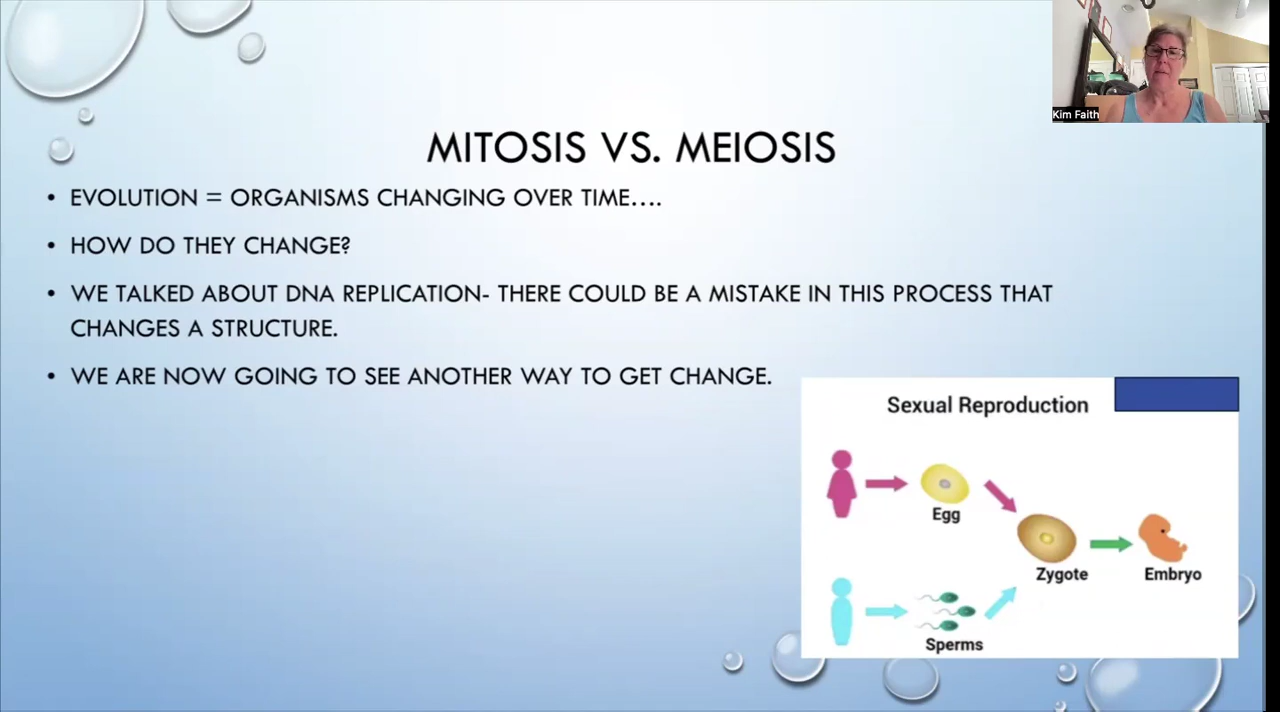 Kim Faith
MITOSIS VS. MEIOSIS
• EVOLUTION = ORGANISMS CHANGING OVER TIME….
• HOW DO THEY CHANGE?
• WE TALKED ABOUT DNA REPLICATION- THERE COULD BE A MISTAKE IN THIS PROCESS THAT
CHANGES A STRUCTURE.
• WE ARE NOW GOING TO SEE ANOTHER WAY TO GET CHANGE.
Sexual Reproduction
Egg
Zygote
Embryo
Sperms